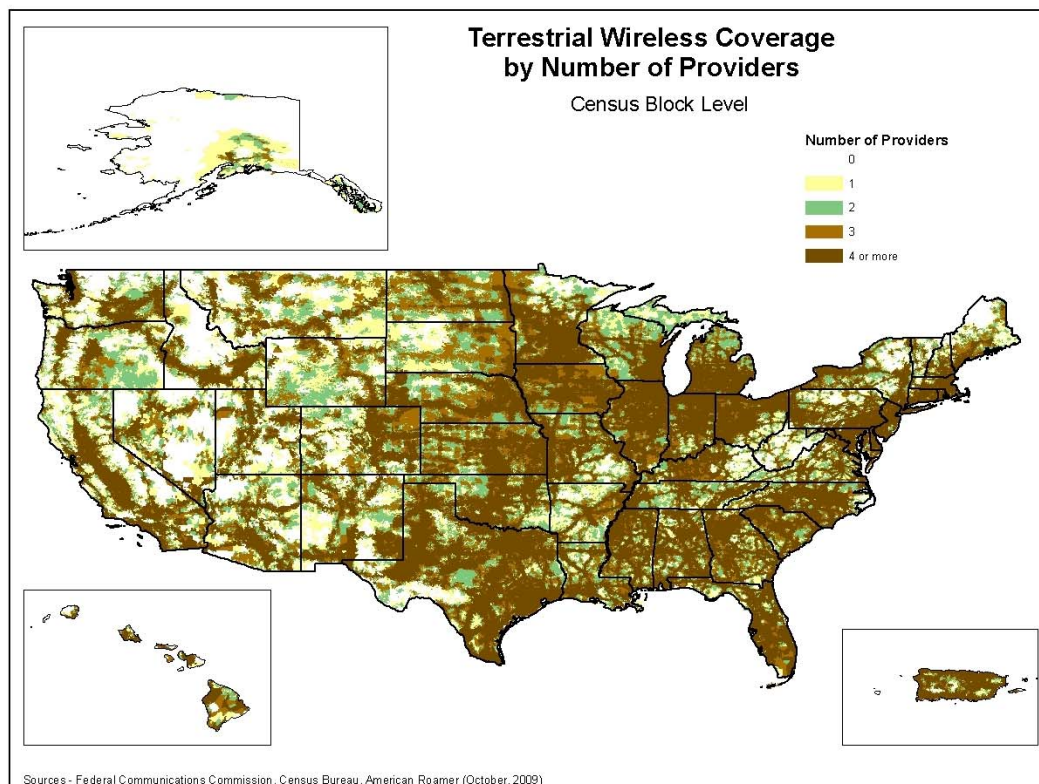 Terrestrial Wireless Coverage
by Number of Providers
Census Block Level
Number of Providers
0
1
2
3
4 or more
Sources - Federal Communications Commission, Census Bureau, American Roamer (October, 2009)